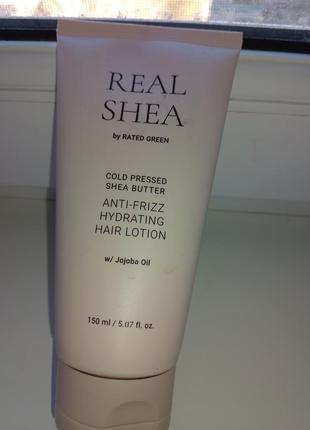 REAL
SHEA
by RATED GREEN
COLD PRESSED
SHEA BUTTER
ANTI-FRIZZ
HYDRATING
HAIR LOTION
w/ Jojoba Oil
150 ml / 5.07 fl. oz.